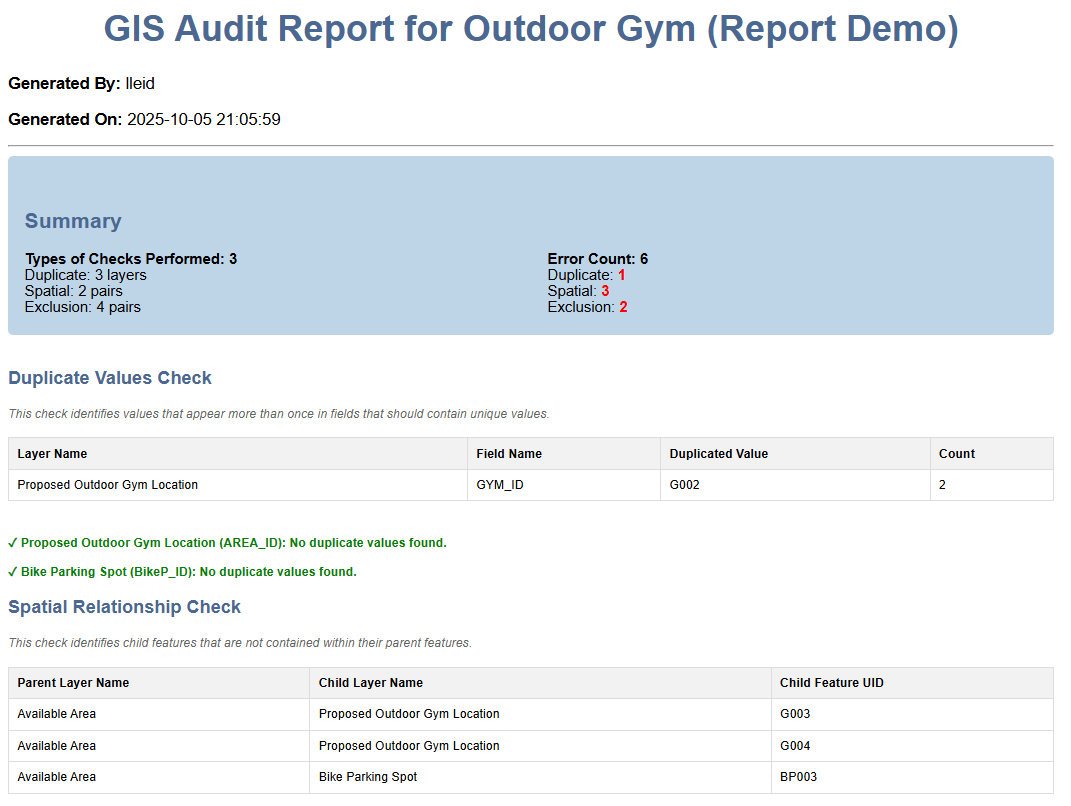 GIS Audit Report for Outdoor Gym (Report Demo)
Generated By: lleid
Generated On: 2025-10-05 21:05:59
Summary
Types of Checks Performed: 3
Duplicate: 3 layers
Spatial: 2 pairs
Exclusion: 4 pairs
Error Count: 6
Duplicate: 1
Spatial: 3
Exclusion: 2
Duplicate Values Check
This check identifies values that appear more than once in fields that should contain unique values.
Layer Name Field Name Duplicated Value Count
Proposed Outdoor Gym Location GYM_ID G002 2
✓ Proposed Outdoor Gym Location (AREA_ID): No duplicate values found.
✓ Bike Parking Spot (BikeP_ID): No duplicate values found.
Spatial Relationship Check
This check identifies child features that are not contained within their parent features.
Parent Layer Name Child Layer Name Child Feature UID
Available Area Proposed Outdoor Gym Location G003
Available Area Proposed Outdoor Gym Location G004
Available Area Bike Parking Spot BP003